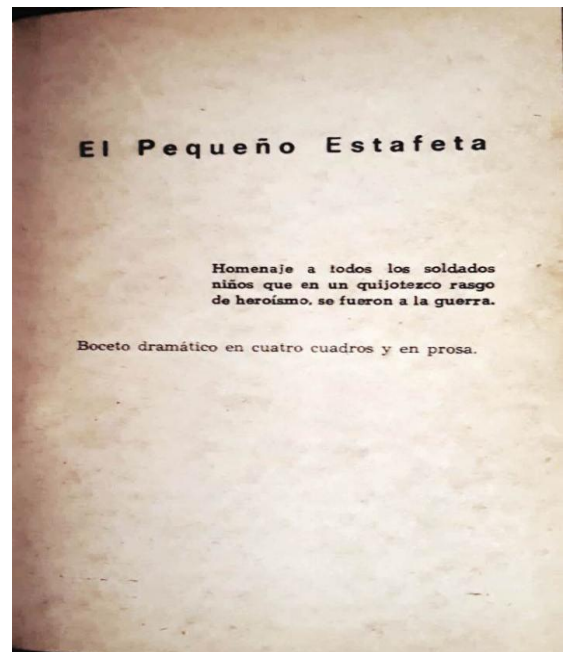 El Pequeño Estafeta
Homenaje a todos los soldados
niños que en un quijotezco rasgo
de heroísmo, se fueron a la guerra.
Boceto dramático en cuatro cuadros y en prosa.